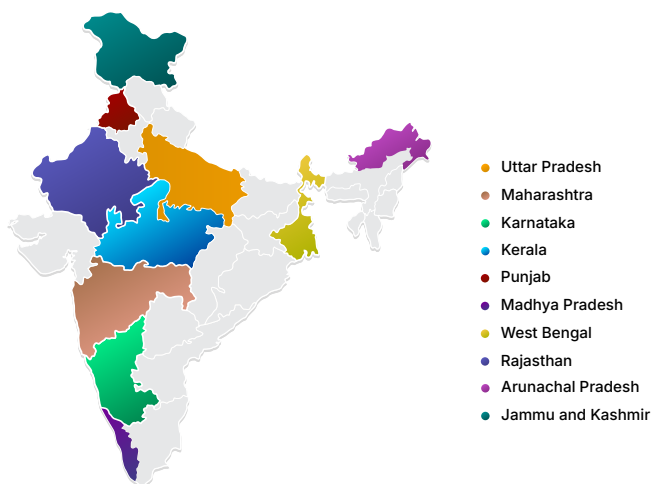 Uttar Pradesh
Maharashtra
Karnataka
Kerala
Punjab
Madhya Pradesh
West Bengal
Rajasthan
Arunachal Pradesh
Jammu and Kashmir